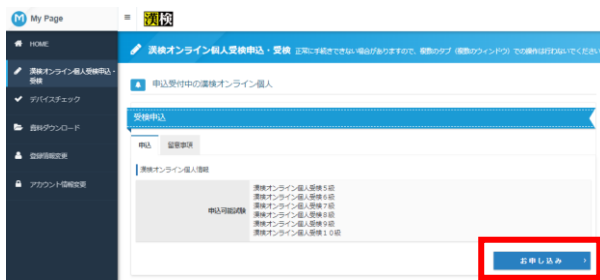 My Page
漢検
HOME
漢検オンライン個人受検申込・
受検
デバイスチェック
資料ダウンロード
登録情報変更
アカウント情報変更
漢検オンライン個人受検申込・受検 正常に手続きできない場合がありますので、複数のタブ（複数のウィンドウ）での操作は行わないでください
申込受付中の漢検オンライン個人
受検申込
申込 留意事項
漢検オンライン個人情報
申込可能試験
漢検オンライン個人受検５級
漢検オンライン個人受検６級
漢検オンライン個人受検７級
漢検オンライン個人受検８級
漢検オンライン個人受検９級
漢検オンライン個人受検１０級
お申し込み